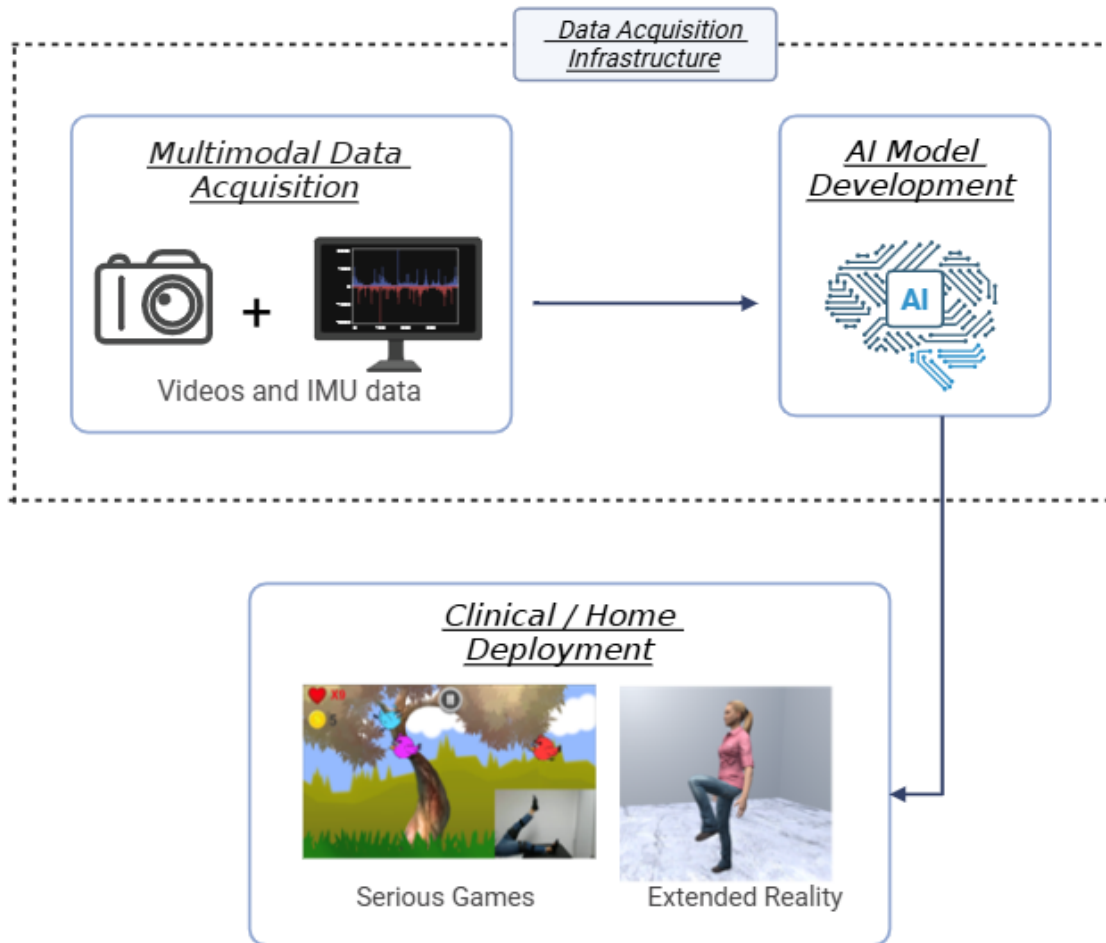 Data Acquisition
Infrastructure
Multimodal Data
Acquisition
+
Videos and IMU data
AI Model
Development
AI
Clinical / Home
Deployment
X9
5
Serious Games
Extended Reality